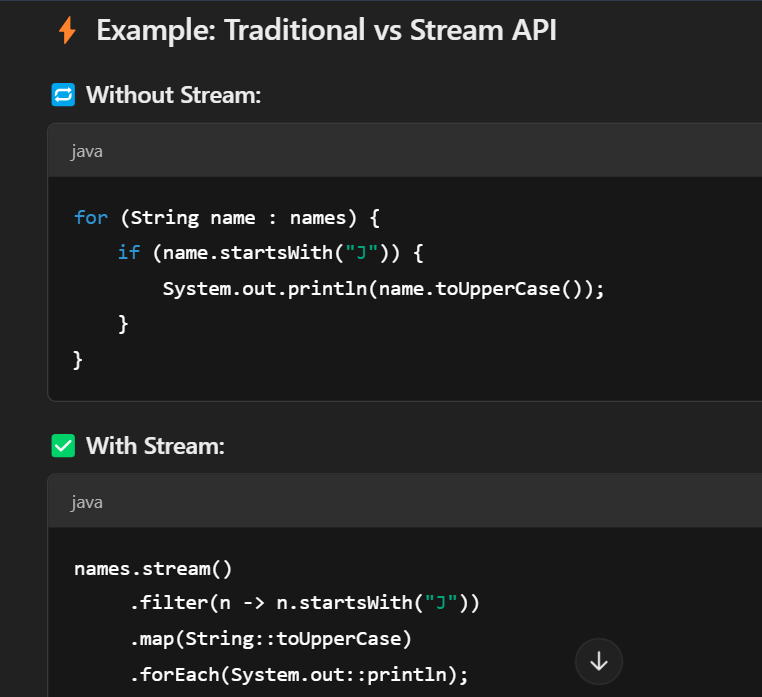 ⚡ Example: Traditional vs Stream API
🔁 Without Stream:
java
for (String name : names) {
    if (name.startsWith("J")) {
        System.out.println(name.toUpperCase());
    }
}
✅ With Stream:
java
names.stream()
     .filter(n -> n.startsWith("J"))
     .map(String::toUpperCase)
     .forEach(System.out::println);